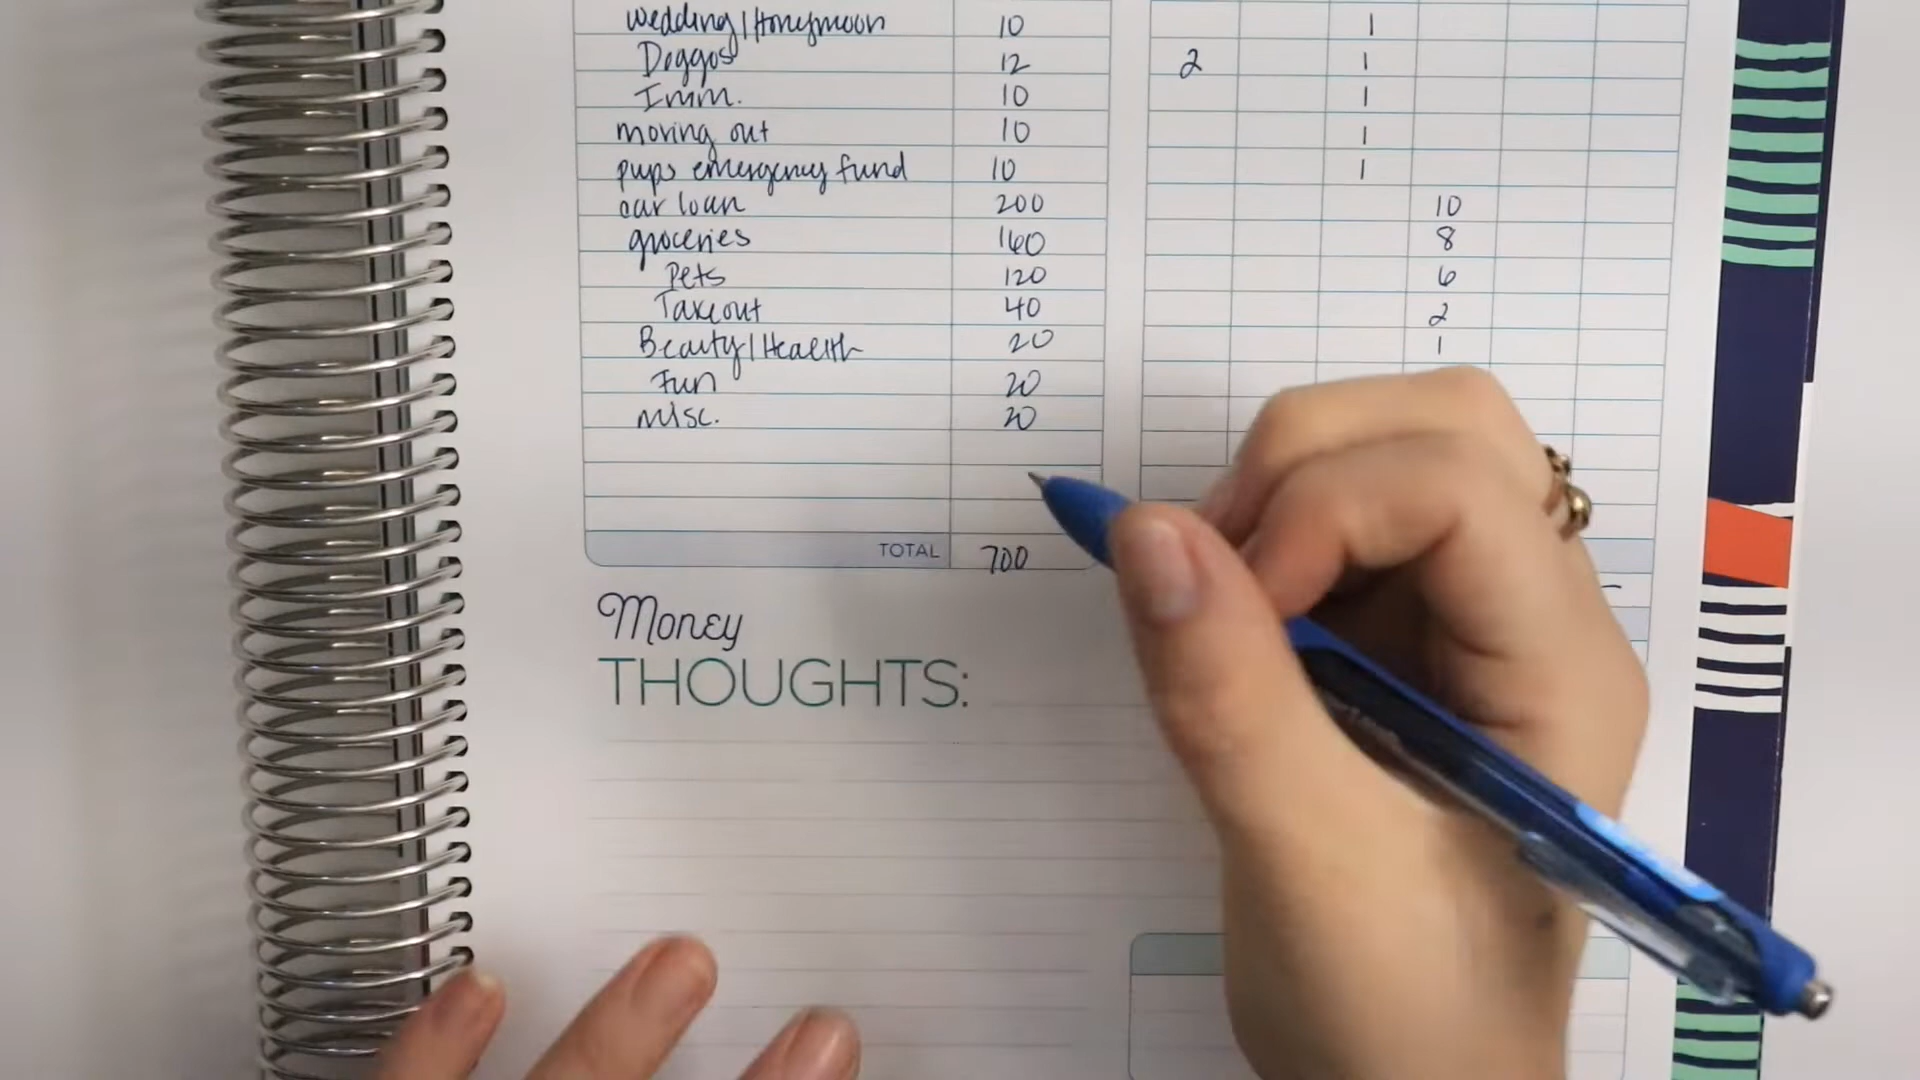 wedding/Honeymoon 10 1
Doggos 12 2 1
Imm. 10 1
moving out 10 1
pups emergency fund 10 1
car loan 200 10
groceries 160 8
Pets 120 6
Takeout 40 2
Beauty/Health 20 1
Fun 20
misc. 20
TOTAL 700
Money
THOUGHTS: